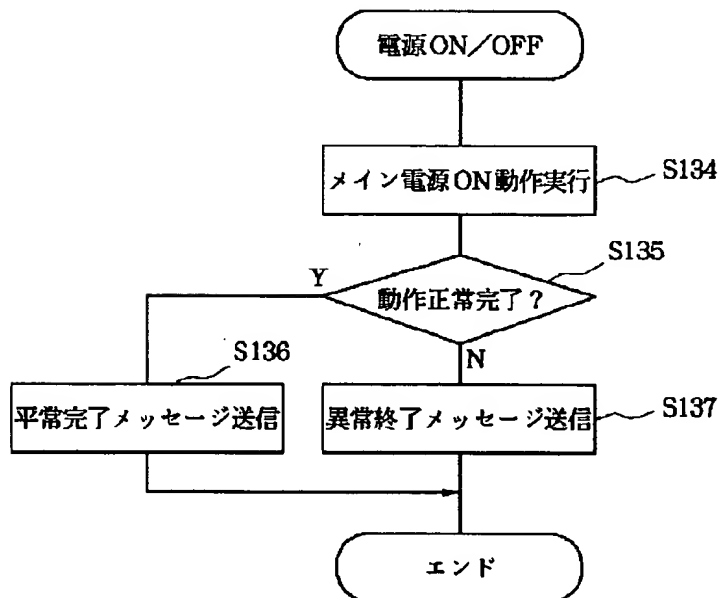 電源ON/OFF
メイン電源ON動作実行
S134
S135
Y
動作正常完了?
S136
N
平常完了メッセージ送信
異常終了メッセージ送信
S137
エンド